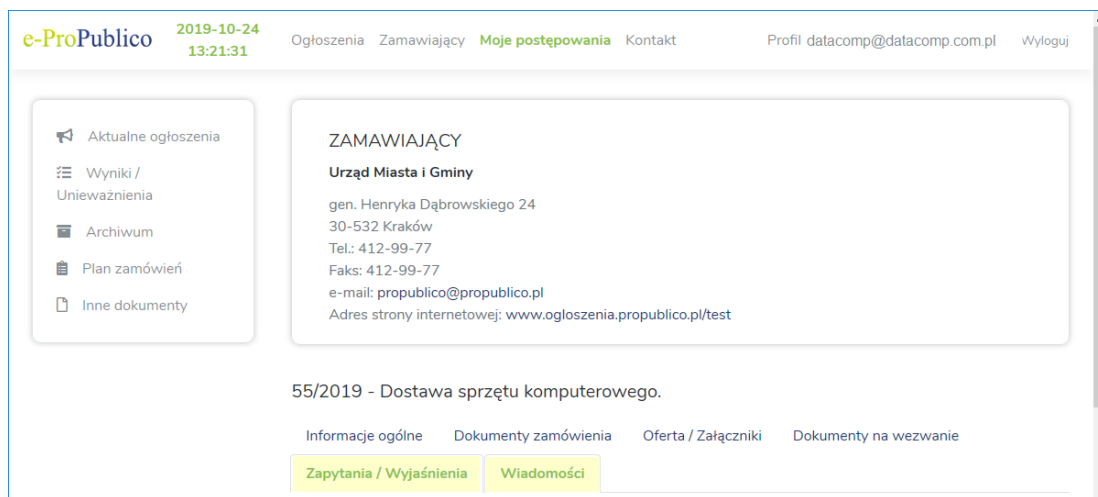 e-ProPublico
2019-10-24
13:21:31
Ogłoszenia Zamawiający Moje postępowania Kontakt
Profil datacomp@datacomp.com.pl Wyloguj
Aktualne ogłoszenia
Wyniki /
Unieważnienia
Archiwum
Plan zamówień
Inne dokumenty
ZAMAWIAJĄCY
Urząd Miasta i Gminy
gen. Henryka Dąbrowskiego 24
30-532 Kraków
Tel.: 412-99-77
Faks: 412-99-77
e-mail: propublico@propublico.pl
Adres strony internetowej: www.ogloszenia.propublico.pl/test
55/2019 - Dostawa sprzętu komputerowego.
Informacje ogólne Dokumenty zamówienia Oferta / Załączniki Dokumenty na wezwanie
Zapytania / Wyjaśnienia Wiadomości